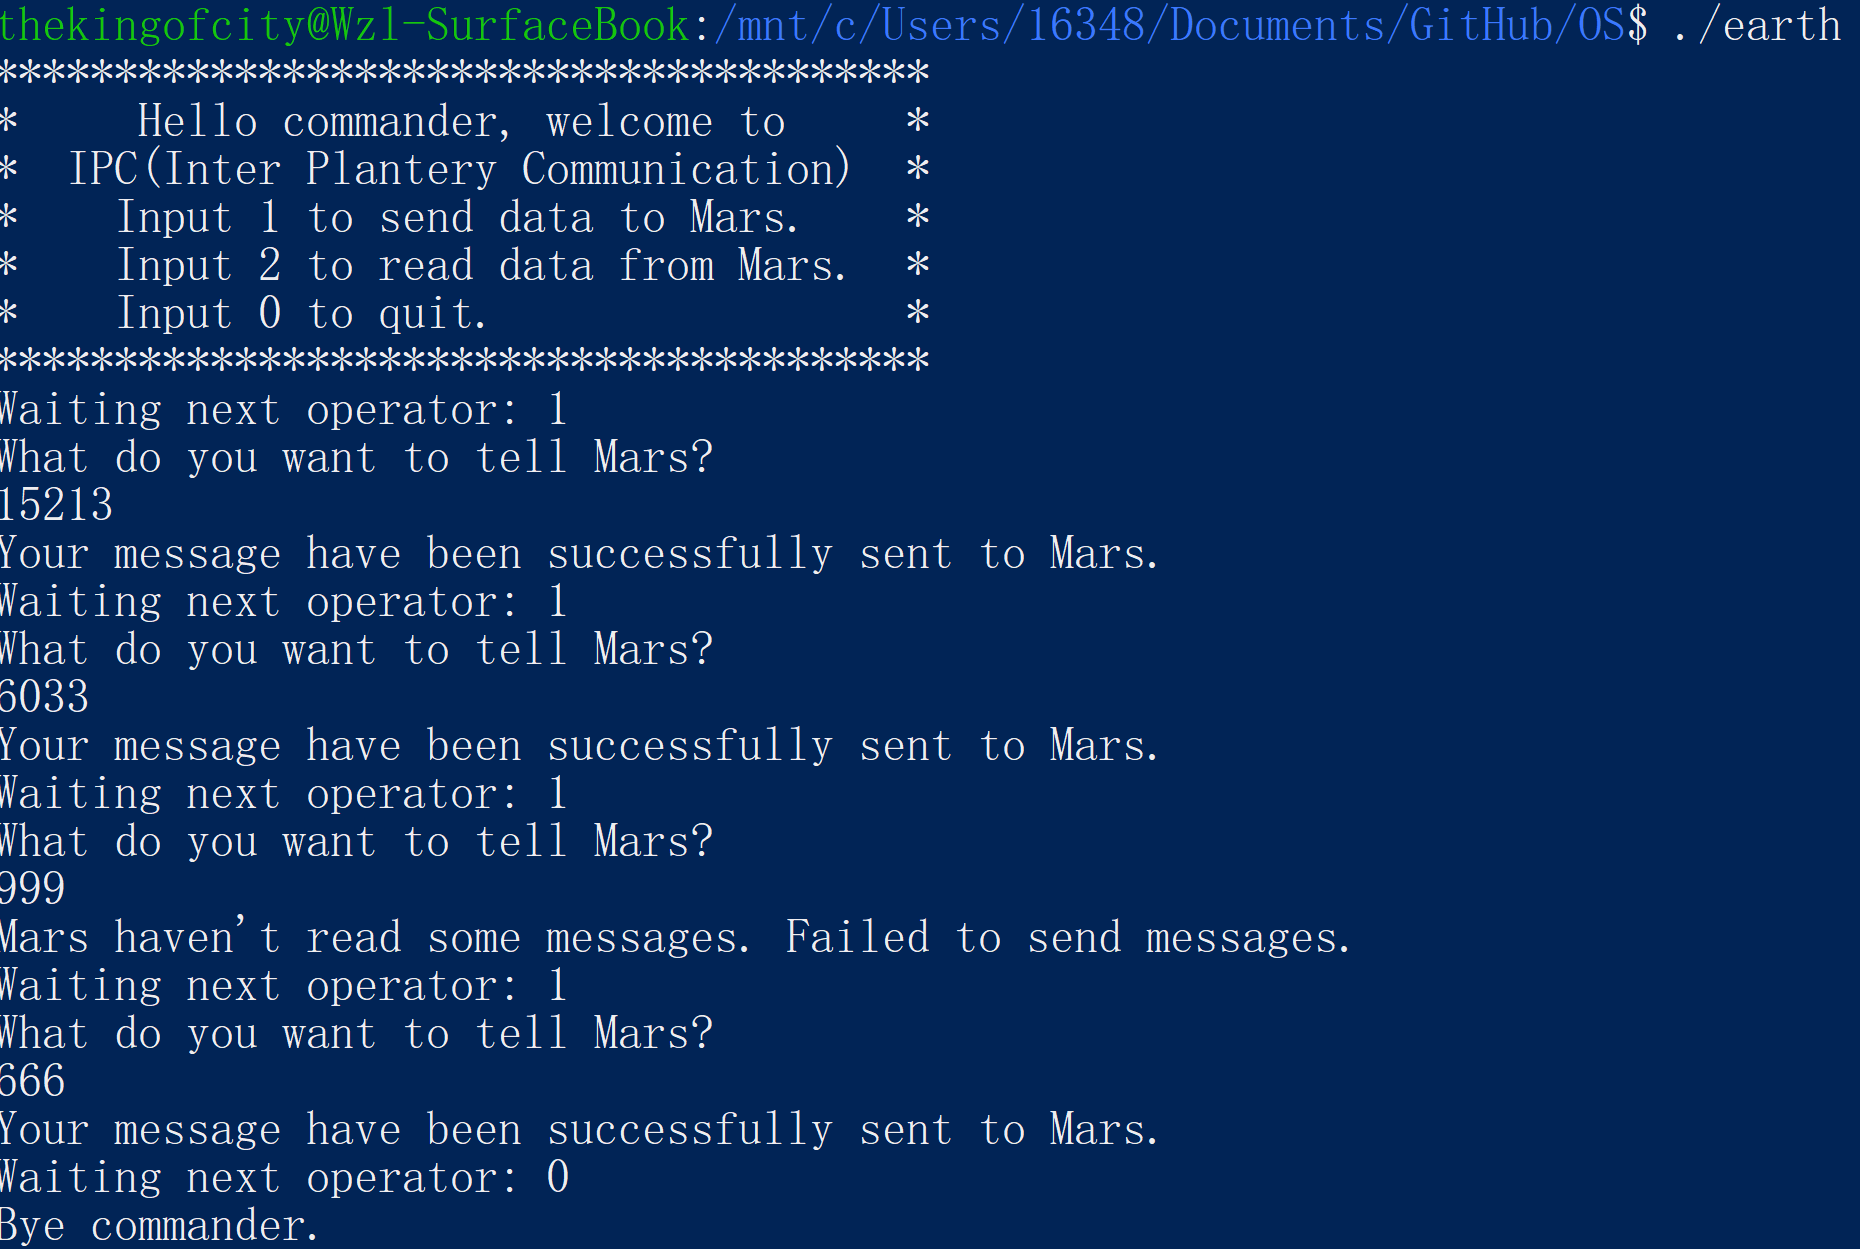 thekingofcity@Wzl-SurfaceBook:/mnt/c/Users/16348/Documents/GitHub/OS$ ./earth
***************************************
*     Hello commander, welcome to     *
*  IPC(Inter Plantery Communication)  *
*    Input 1 to send data to Mars.    *
*    Input 2 to read data from Mars.  *
*    Input 0 to quit.                 *
***************************************
Waiting next operator: 1
What do you want to tell Mars?
15213
Your message have been successfully sent to Mars.
Waiting next operator: 1
What do you want to tell Mars?
6033
Your message have been successfully sent to Mars.
Waiting next operator: 1
What do you want to tell Mars?
999
Mars haven't read some messages. Failed to send messages.
Waiting next operator: 1
What do you want to tell Mars?
666
Your message have been successfully sent to Mars.
Waiting next operator: 0
Bye commander.